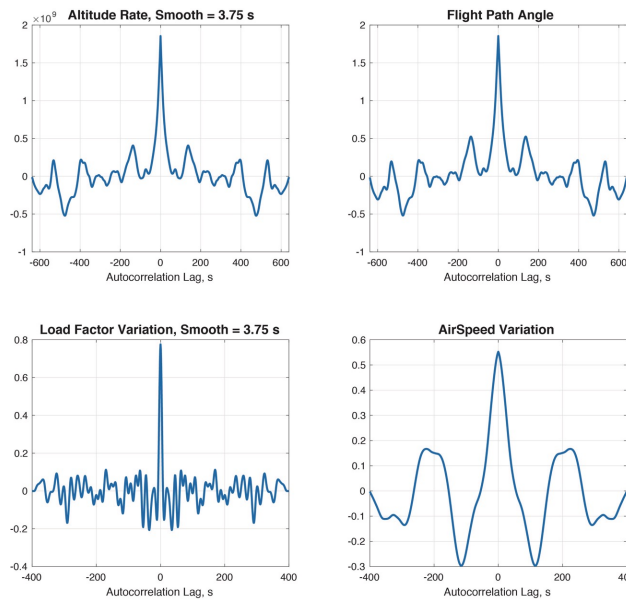 Altitude Rate, Smooth = 3.75 s
×10⁹
2
1.5
1
0.5
0
-0.5
-1
-600 -400 -200 0 200 400 600
Autocorrelation Lag, s
Flight Path Angle
2
1.5
1
0.5
0
-0.5
-1
-600 -400 -200 0 200 400 600
Autocorrelation Lag, s
Load Factor Variation, Smooth = 3.75 s
0.8
0.6
0.4
0.2
0
-0.2
-0.4
-400 -200 0 200 400
Autocorrelation Lag, s
AirSpeed Variation
0.6
0.5
0.4
0.3
0.2
0.1
0
-0.1
-0.2
-0.3
-400 -200 0 200 400
Autocorrelation Lag, s